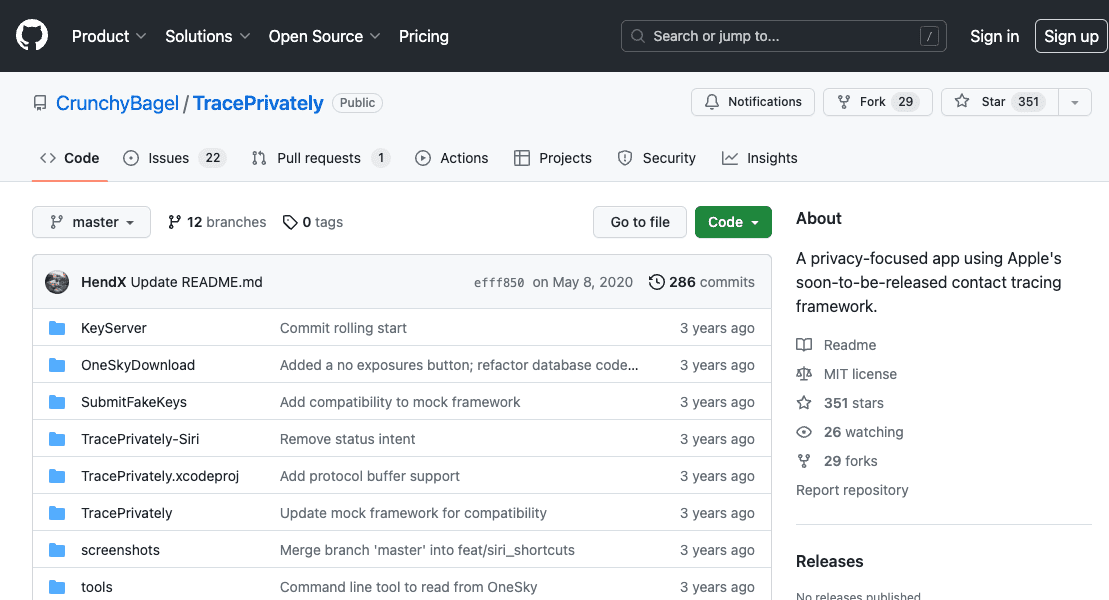 Product Solutions Open Source Pricing Search or jump to... / Sign in Sign up
CrunchyBagel / TracePrivately Public Notifications Fork 29 Star 351
Code Issues 22 Pull requests 1 Actions Projects Security Insights
master 12 branches 0 tags Go to file Code
HendX Update README.md efff850 on May 8, 2020 286 commits
KeyServer Commit rolling start 3 years ago
OneSkyDownload Added a no exposures button; refactor database code… 3 years ago
SubmitFakeKeys Add compatibility to mock framework 3 years ago
TracePrivately-Siri Remove status intent 3 years ago
TracePrivately.xcodeproj Add protocol buffer support 3 years ago
TracePrivately Update mock framework for compatibility 3 years ago
screenshots Merge branch 'master' into feat/siri_shortcuts 3 years ago
tools Command line tool to read from OneSky 3 years ago
About
A privacy-focused app using Apple's
soon-to-be-released contact tracing
framework.
Readme
MIT license
351 stars
26 watching
29 forks
Report repository
Releases
No releases published